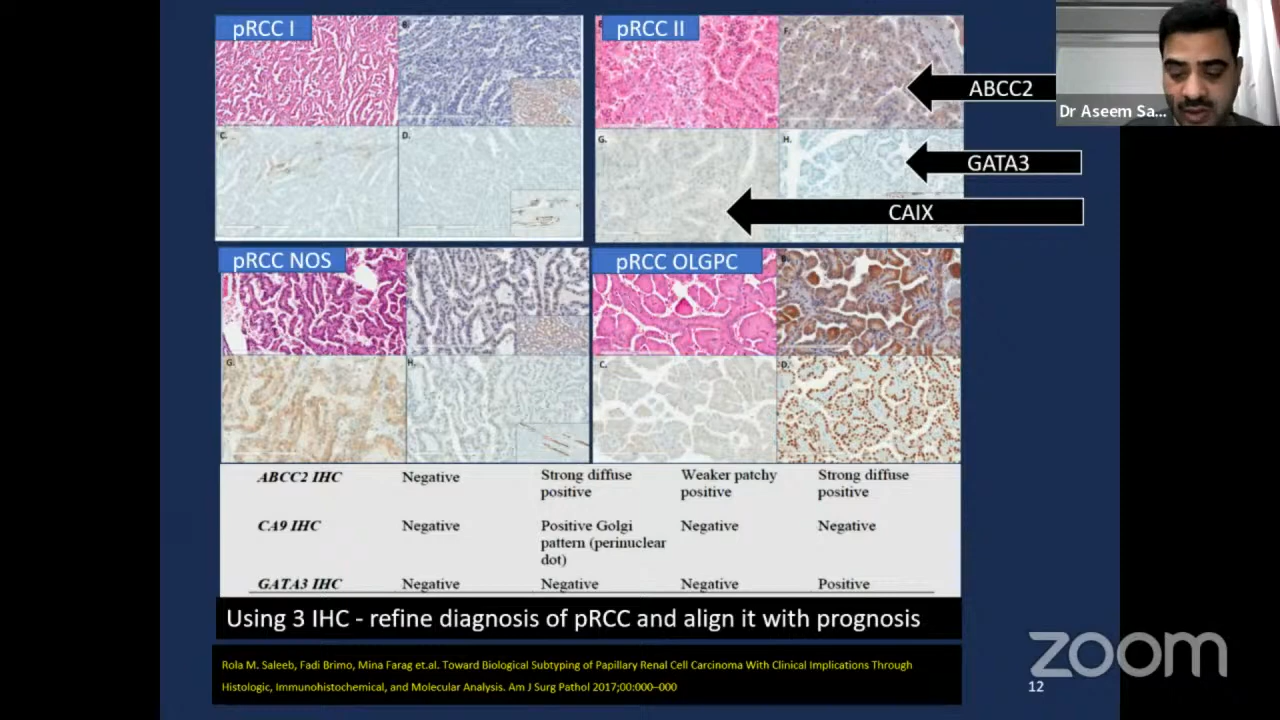 pRCC I
pRCC II
ABCC2
Dr Aseem Sa...
C.
D.
G.
H.
GATA3
CAIX
pRCC NOS
pRCC OLGPC
G.
H.
C.
D.
ABCC2 IHC Negative Strong diffuse positive Weaker patchy positive Strong diffuse positive
CA9 IHC Negative Positive Golgi pattern (perinuclear dot) Negative Negative
GATA3 IHC Negative Negative Negative Positive
Using 3 IHC - refine diagnosis of pRCC and align it with prognosis
Rola M. Saleeb, Fadi Brimo, Mina Farag et.al. Toward Biological Subtyping of Papillary Renal Cell Carcinoma With Clinical Implications Through
Histologic, Immunohistochemical, and Molecular Analysis. Am J Surg Pathol 2017;00:000–000
zoom
12